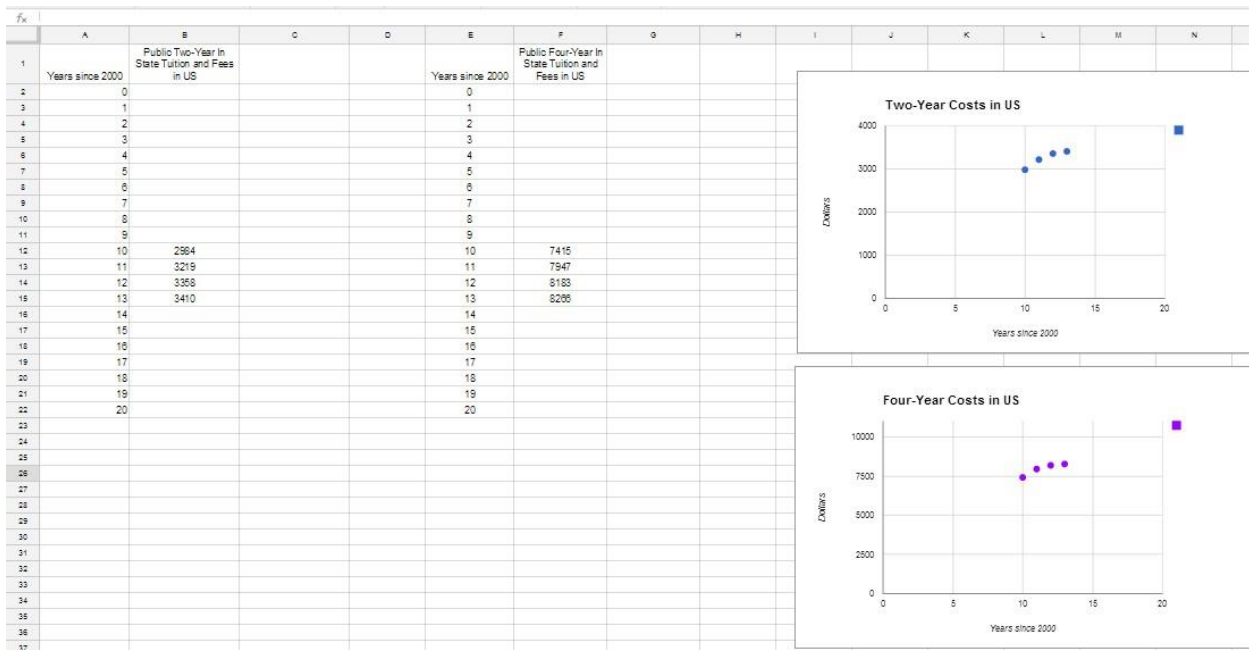 fx
A B C D E F G H I J K L M N
Public Two-Year In Public Four-Year In
1 State Tuition and Fees State Tuition and
Years since 2000 in US Years since 2000 Fees in US
2 0 0
3 1 1
4 2 2
5 3 3
6 4 4
7 5 5
8 6 6
9 7 7
10 8 8
11 9 9
12 10 2984 10 7415
13 11 3219 11 7947
14 12 3358 12 8183
15 13 3410 13 8266
16 14 14
17 15 15
18 16 16
19 17 17
20 18 18
21 19 19
22 20 20
23
24
25
26
27
28
29
30
31
32
33
34
35
36
37
Two-Year Costs in US
4000
3000
2000
1000
0
Dollars
0 5 10 15 20
Years since 2000
Four-Year Costs in US
10000
7500
5000
2500
0
Dollars
0 5 10 15 20
Years since 2000